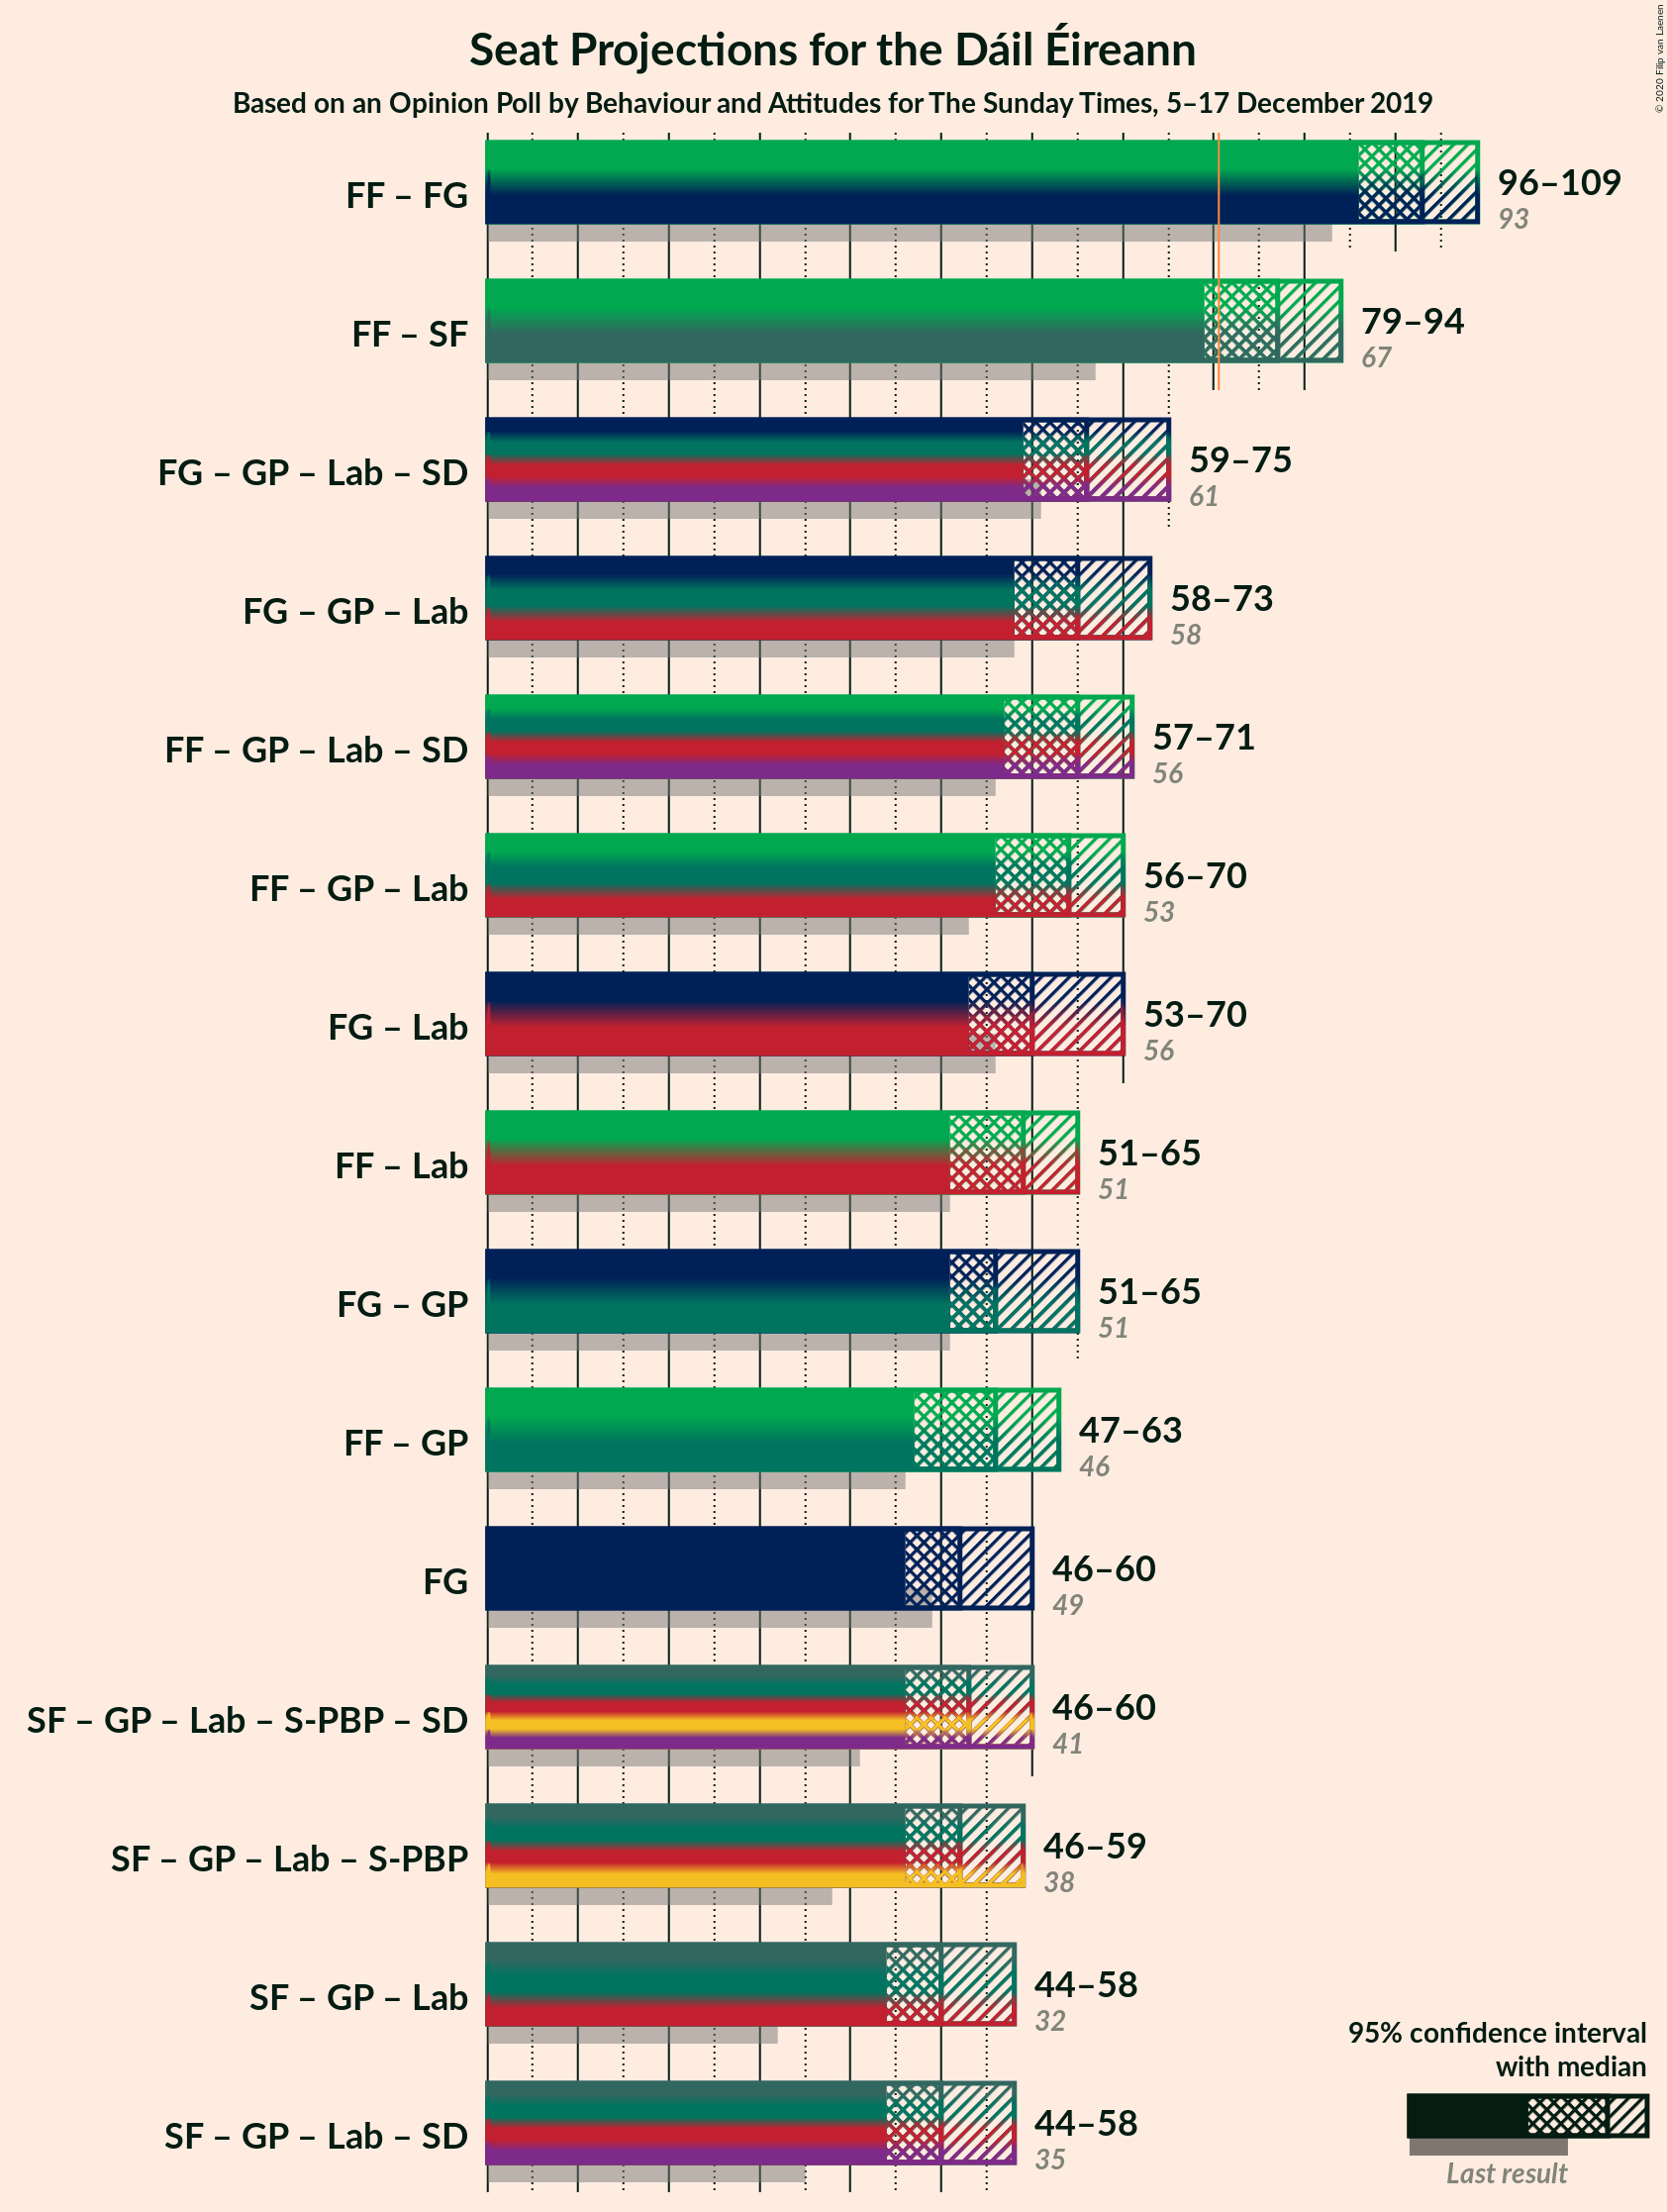 Seat Projections for the Dáil Éireann
Based on an Opinion Poll by Behaviour and Attitudes for The Sunday Times, 5–17 December 2019
© 2020 Filip van Laenen
FF – FG
96–109
93
FF – SF
79–94
67
FG – GP – Lab – SD
59–75
61
FG – GP – Lab
58–73
58
FF – GP – Lab – SD
57–71
56
FF – GP – Lab
56–70
53
FG – Lab
53–70
56
FF – Lab
51–65
51
FG – GP
51–65
51
FF – GP
47–63
46
FG
46–60
49
SF – GP – Lab – S-PBP – SD
46–60
41
SF – GP – Lab – S-PBP
46–59
38
SF – GP – Lab
44–58
32
SF – GP – Lab – SD
44–58
35
95% confidence interval
with median
Last result